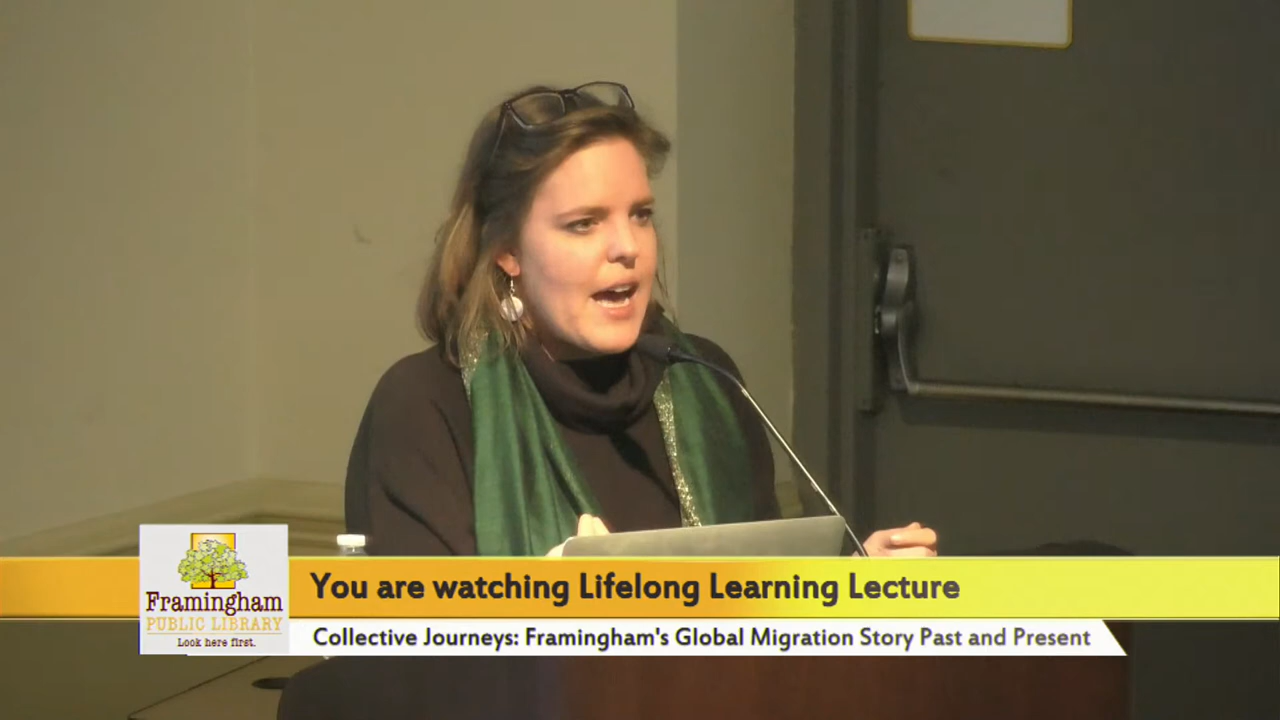 You are watching Lifelong Learning Lecture
Framingham
PUBLIC LIBRARY
Look here first.
Collective Journeys: Framingham's Global Migration Story Past and Present